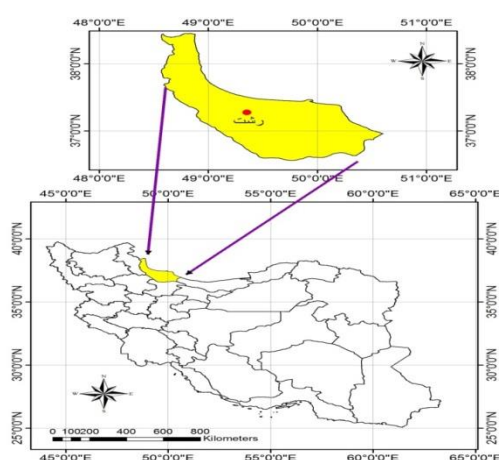 48°0'0"E 49°0'0"E 50°0'0"E 51°0'0"E
38°0'0"N 38°0'0"N
رشت
37°0'0"N 37°0'0"N
48°0'0"E 49°0'0"E 50°0'0"E 51°0'0"E
45°0'0"E 50°0'0"E 55°0'0"E 60°0'0"E 65°0'0"E
40°0'0"N 40°0'0"N
35°0'0"N 35°0'0"N
30°0'0"N 30°0'0"N
25°0'0"N 25°0'0"N
0 100 200 400 600 800
Kilometers
45°0'0"E 50°0'0"E 55°0'0"E 60°0'0"E 65°0'0"E